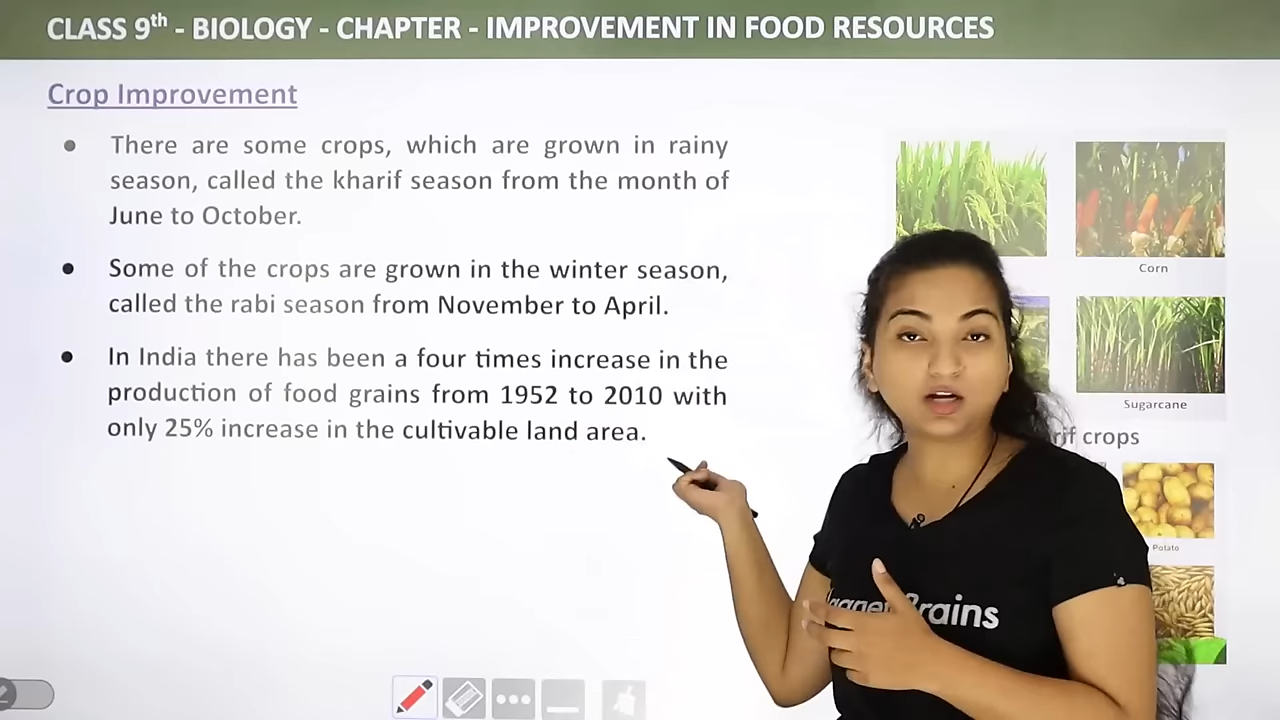 CLASS 9th - BIOLOGY - CHAPTER - IMPROVEMENT IN FOOD RESOURCES
Crop Improvement
● There are some crops, which are grown in rainy
season, called the kharif season from the month of
June to October.
● Some of the crops are grown in the winter season,
called the rabi season from November to April.
● In India there has been a four times increase in the
production of food grains from 1952 to 2010 with
only 25% increase in the cultivable land area.
Corn
Sugarcane
crops
Potato
Brains